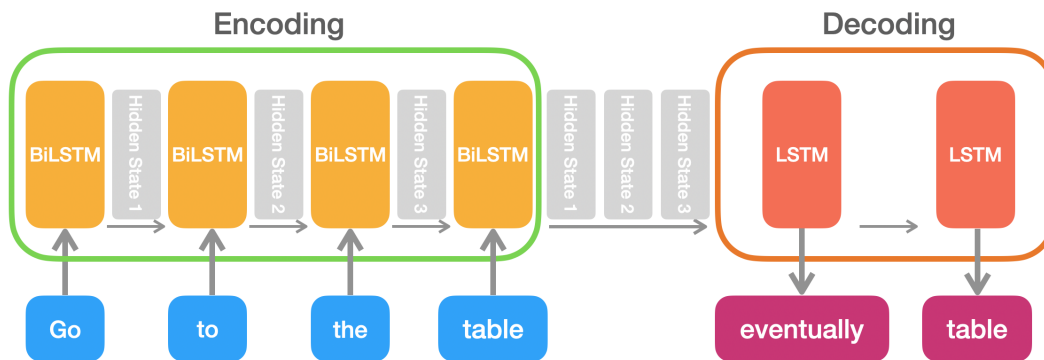 Encoding
Decoding
BiLSTM
Hidden State 1
BiLSTM
Hidden State 2
BiLSTM
Hidden State 3
BiLSTM
Hidden State 1
Hidden State 2
Hidden State 3
LSTM
LSTM
Go
to
the
table
eventually
table